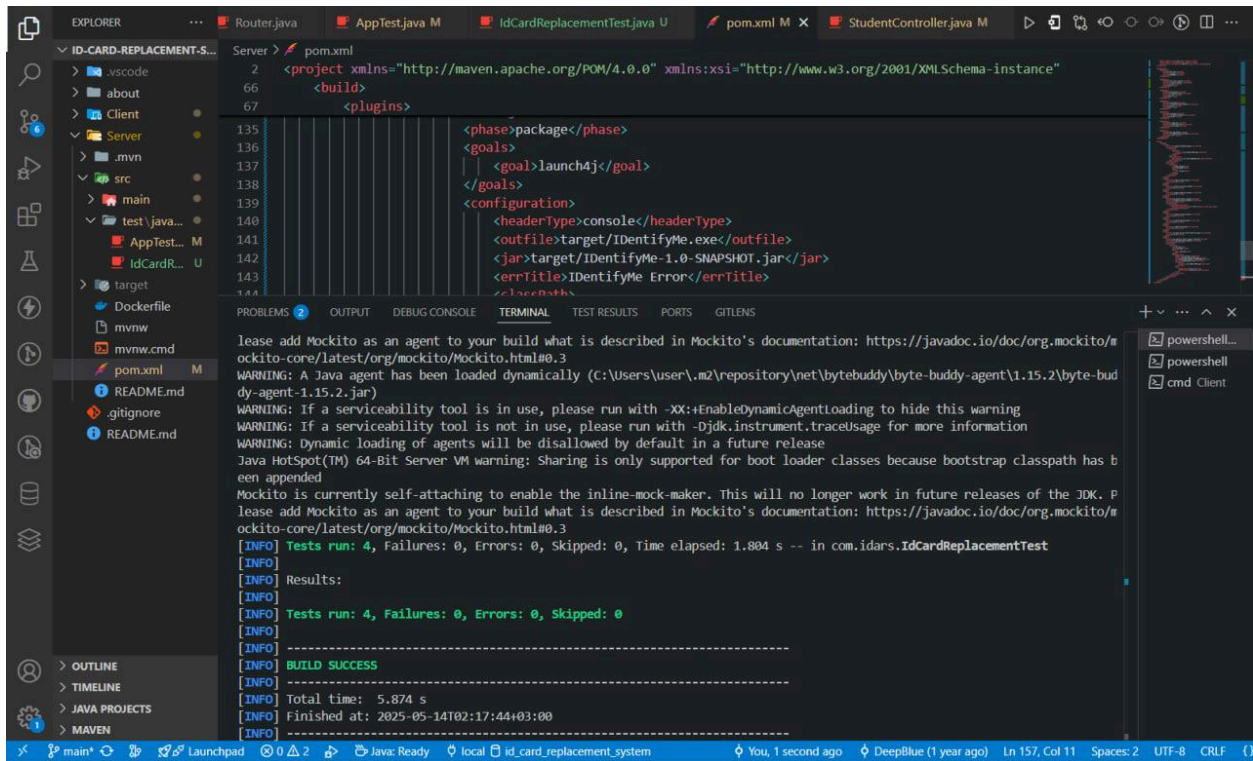 EXPLORER ...
Router.java
AppTest.java M
IdCardReplacementTest.java U
pom.xml M
StudentController.java M
ID-CARD-REPLACEMENT-S...
.vscode
about
Client
Server
.mvn
src
main
test\java...
AppTest... M
IdCardR... U
target
Dockerfile
mvnw
mvnw.cmd
pom.xml M
README.md
.gitignore
README.md
OUTLINE
TIMELINE
JAVA PROJECTS
MAVEN
6
1
Server > pom.xml
2 <project xmlns="http://maven.apache.org/POM/4.0.0" xmlns:xsi="http://www.w3.org/2001/XMLSchema-instance"
66 <build>
67 <plugins>
135 <phase>package</phase>
136 <goals>
137 <goal>launch4j</goal>
138 </goals>
139 <configuration>
140 <headerType>console</headerType>
141 <outfile>target/IDentifyMe.exe</outfile>
142 <jar>target/IDentifyMe-1.0-SNAPSHOT.jar</jar>
143 <errTitle>IDentifyMe Error</errTitle>
144 <classPath>
PROBLEMS 2 OUTPUT DEBUG CONSOLE TERMINAL TEST RESULTS PORTS GITLENS
lease add Mockito as an agent to your build what is described in Mockito's documentation: https://javadoc.io/doc/org.mockito/m
ockito-core/latest/org/mockito/Mockito.html#0.3
WARNING: A Java agent has been loaded dynamically (C:\Users\user\.m2\repository\net\bytebuddy\byte-buddy-agent\1.15.2\byte-bud
dy-agent-1.15.2.jar)
WARNING: If a serviceability tool is in use, please run with -XX:+EnableDynamicAgentLoading to hide this warning
WARNING: If a serviceability tool is not in use, please run with -Djdk.instrument.traceUsage for more information
WARNING: Dynamic loading of agents will be disallowed by default in a future release
Java HotSpot(TM) 64-Bit Server VM warning: Sharing is only supported for boot loader classes because bootstrap classpath has b
een appended
Mockito is currently self-attaching to enable the inline-mock-maker. This will no longer work in future releases of the JDK. P
lease add Mockito as an agent to your build what is described in Mockito's documentation: https://javadoc.io/doc/org.mockito/m
ockito-core/latest/org/mockito/Mockito.html#0.3
[INFO] Tests run: 4, Failures: 0, Errors: 0, Skipped: 0, Time elapsed: 1.804 s -- in com.idars.IdCardReplacementTest
[INFO]
[INFO] Results:
[INFO]
[INFO] Tests run: 4, Failures: 0, Errors: 0, Skipped: 0
[INFO]
[INFO] ------------------------------------------------------------------------
[INFO] BUILD SUCCESS
[INFO] ------------------------------------------------------------------------
[INFO] Total time: 5.874 s
[INFO] Finished at: 2025-05-14T02:17:44+03:00
[INFO] ------------------------------------------------------------------------
powershell...
powershell
cmd Client
main* Launchpad 0 2 Java: Ready local id_card_replacement_system You, 1 second ago DeepBlue (1 year ago) Ln 157, Col 11 Spaces: 2 UTF-8 CRLF {}